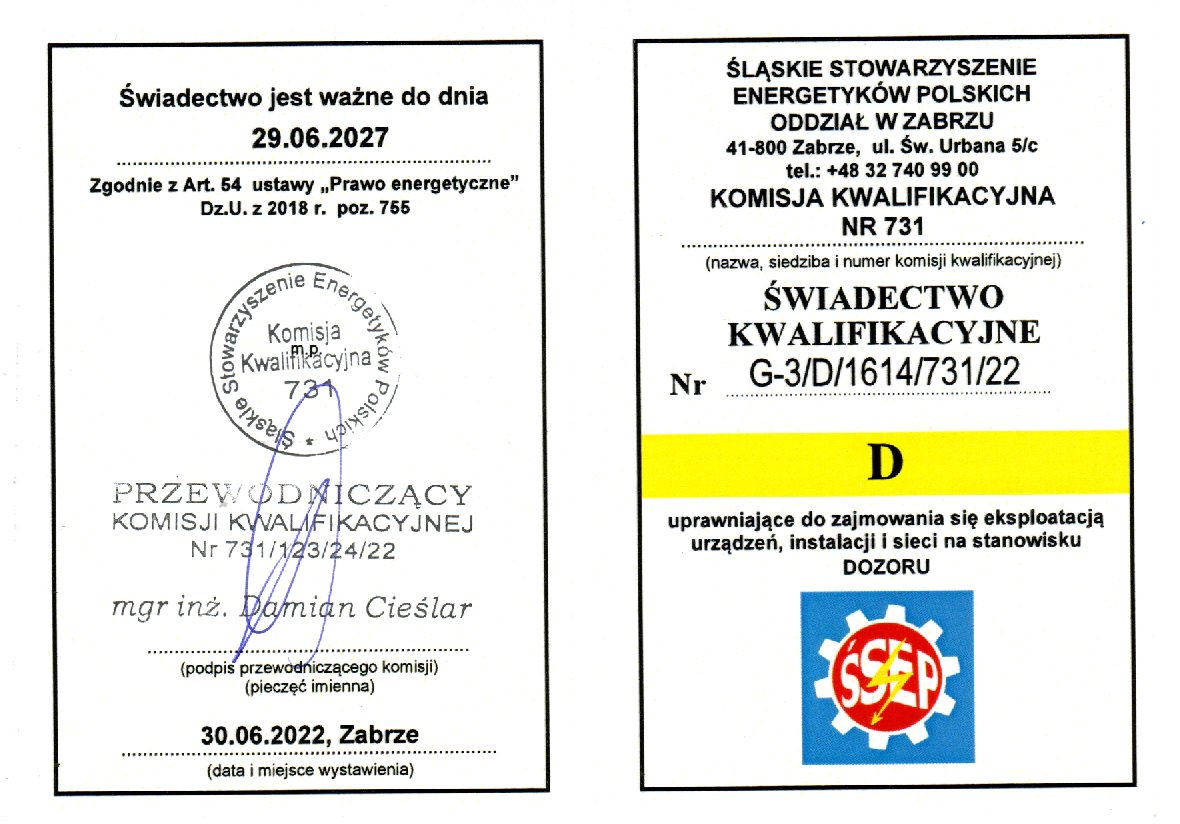 Świadectwo jest ważne do dnia
29.06.2027
Zgodnie z Art. 54 ustawy „Prawo energetyczne”
Dz.U. z 2018 r. poz. 755
Śląskie Stowarzyszenie Energetyków Polskich *
Komisja
m.p.
Kwalifikacyjna
731
PRZEWODNICZĄCY
KOMISJI KWALIFIKACYJNEJ
Nr 731/123/24/22
mgr inż. Damian Cieślar
(podpis przewodniczącego komisji)
(pieczęć imienna)
30.06.2022, Zabrze
(data i miejsce wystawienia)
ŚLĄSKIE STOWARZYSZENIE
ENERGETYKÓW POLSKICH
ODDZIAŁ W ZABRZU
41-800 Zabrze, ul. Św. Urbana 5/c
tel.: +48 32 740 99 00
KOMISJA KWALIFIKACYJNA
NR 731
(nazwa, siedziba i numer komisji kwalifikacyjnej)
ŚWIADECTWO
KWALIFIKACYJNE
Nr G-3/D/1614/731/22
D
uprawniające do zajmowania się eksploatacją
urządzeń, instalacji i sieci na stanowisku
DOZORU
ŚSEP